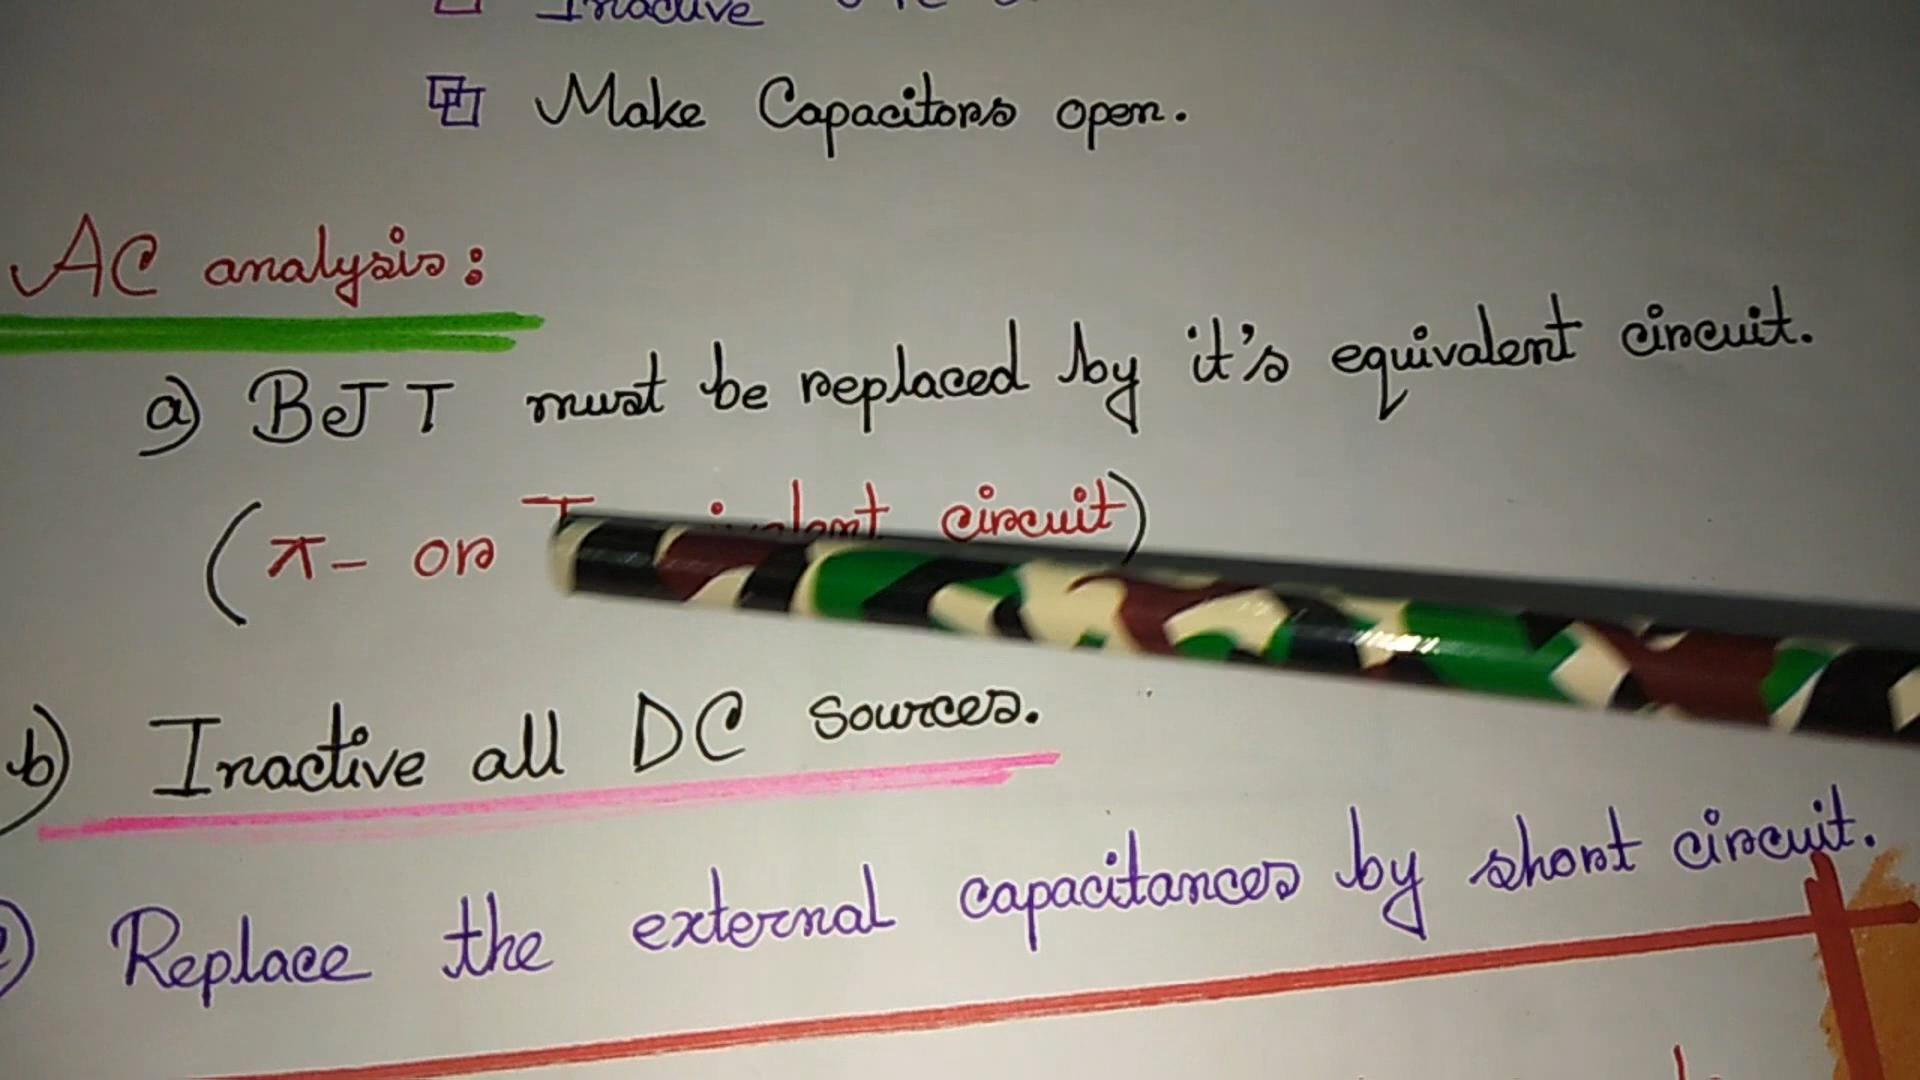 Inactive
Make Capacitors open.
AC analysis:
a) BJT must be replaced by it's equivalent circuit.
(π- or T circuit)
b) Inactive all DC sources.
Replace the external capacitances by short circuit.